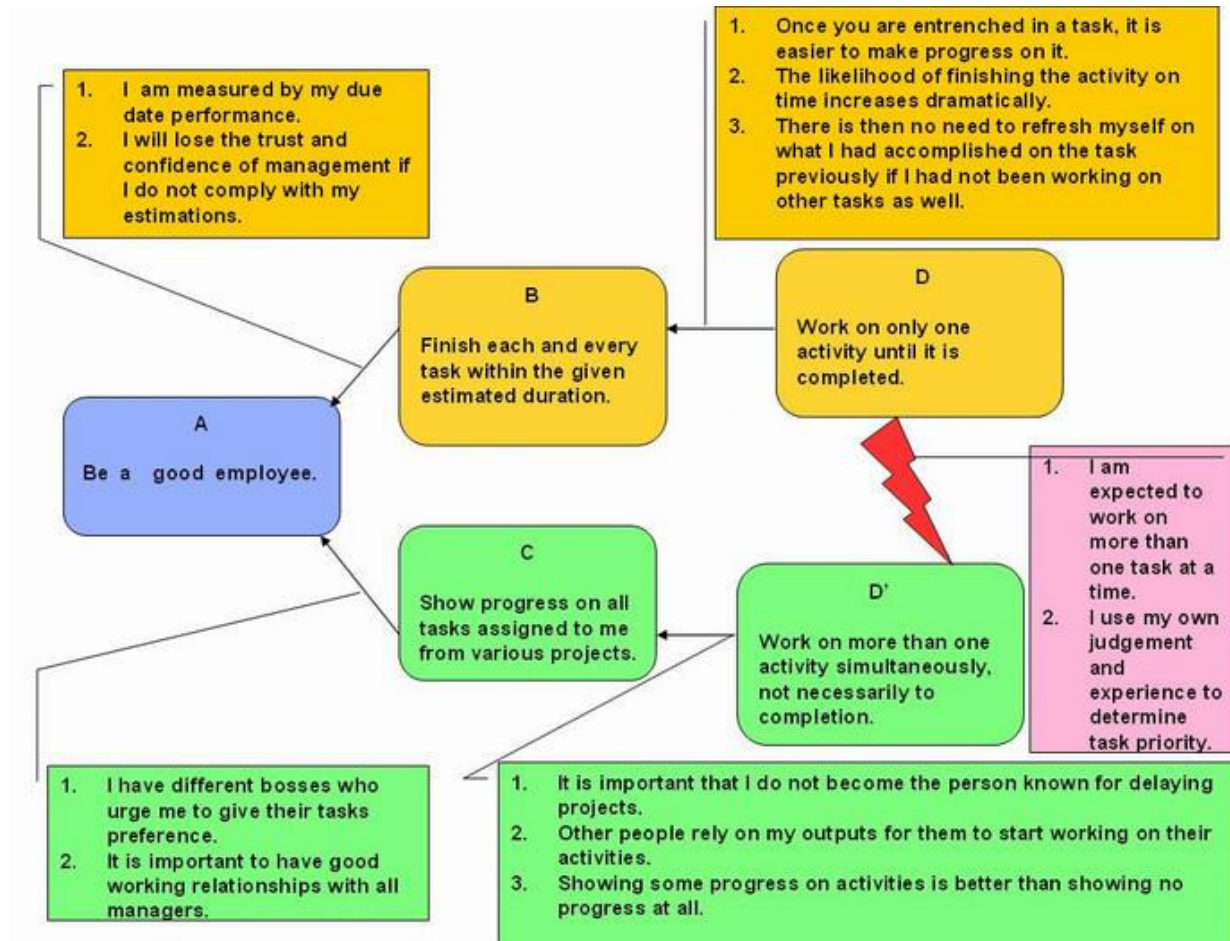 1. Once you are entrenched in a task, it is
easier to make progress on it.
2. The likelihood of finishing the activity on
time increases dramatically.
3. There is then no need to refresh myself on
what I had accomplished on the task
previously if I had not been working on
other tasks as well.
1. I am measured by my due
date performance.
2. I will lose the trust and
confidence of management if
I do not comply with my
estimations.
B
Finish each and every
task within the given
estimated duration.
D
Work on only one
activity until it is
completed.
A
Be a good employee.
1. I am
expected to
work on
more than
one task at a
time.
2. I use my own
judgement
and
experience to
determine
task priority.
C
Show progress on all
tasks assigned to me
from various projects.
D'
Work on more than one
activity simultaneously,
not necessarily to
completion.
1. I have different bosses who
urge me to give their tasks
preference.
2. It is important to have good
working relationships with all
managers.
1. It is important that I do not become the person known for delaying
projects.
2. Other people rely on my outputs for them to start working on their
activities.
3. Showing some progress on activities is better than showing no
progress at all.